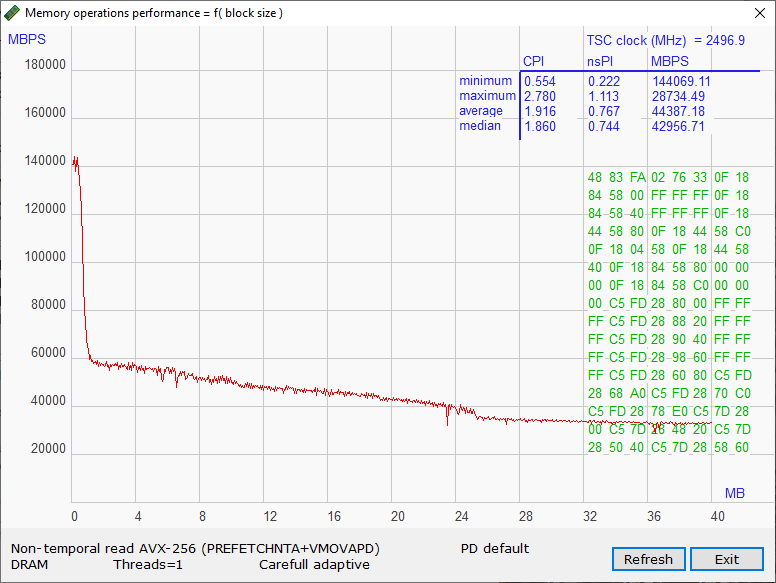 Memory operations performance = f( block size )
MBPS
TSC clock (MHz) = 2496.9
CPI nsPI MBPS
minimum 0.554 0.222 144069.11
maximum 2.780 1.113 28734.49
average 1.916 0.767 44387.18
median 1.860 0.744 42956.71
180000
160000
140000
120000
100000
80000
60000
40000
20000
48 83 FA 02 76 33 0F 18
84 58 00 FF FF FF 0F 18
84 58 40 FF FF FF 0F 18
44 58 80 0F 18 44 58 C0
0F 18 04 58 0F 18 44 58
40 0F 18 84 58 80 00 00
00 0F 18 84 58 C0 00 00
00 C5 FD 28 80 00 FF FF
FF C5 FD 28 88 20 FF FF
FF C5 FD 28 90 40 FF FF
FF C5 FD 28 98 60 FF FF
FF C5 FD 28 60 80 C5 FD
28 68 A0 C5 FD 28 70 C0
C5 FD 28 78 E0 C5 7D 28
00 C5 7D 28 48 20 C5 7D
28 50 40 C5 7D 28 58 60
MB
0 4 8 12 16 20 24 28 32 36 40
Non-temporal read AVX-256 (PREFETCHNTA+VMOVAPD) PD default
DRAM Threads=1 Carefull adaptive
Refresh Exit